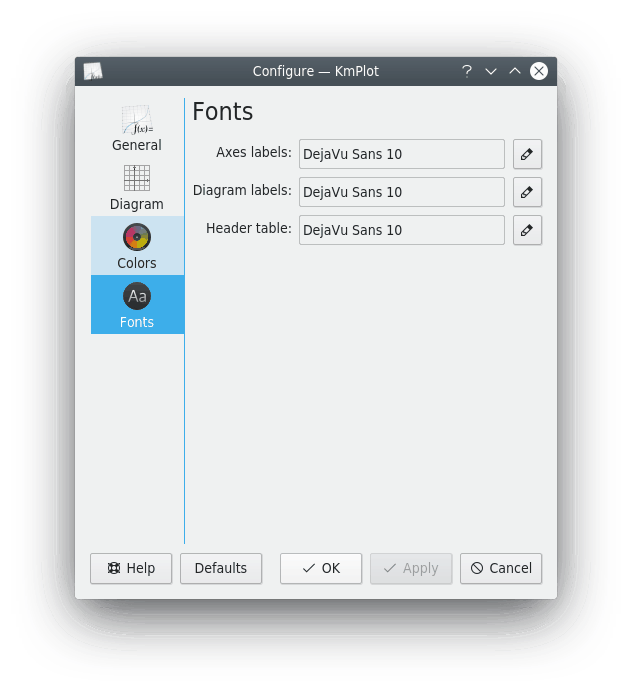 Configure — KmPlot
f(x)=
General
Diagram
Colors
Aa
Fonts
Fonts
Axes labels: DejaVu Sans 10
Diagram labels: DejaVu Sans 10
Header table: DejaVu Sans 10
Help Defaults OK Apply Cancel